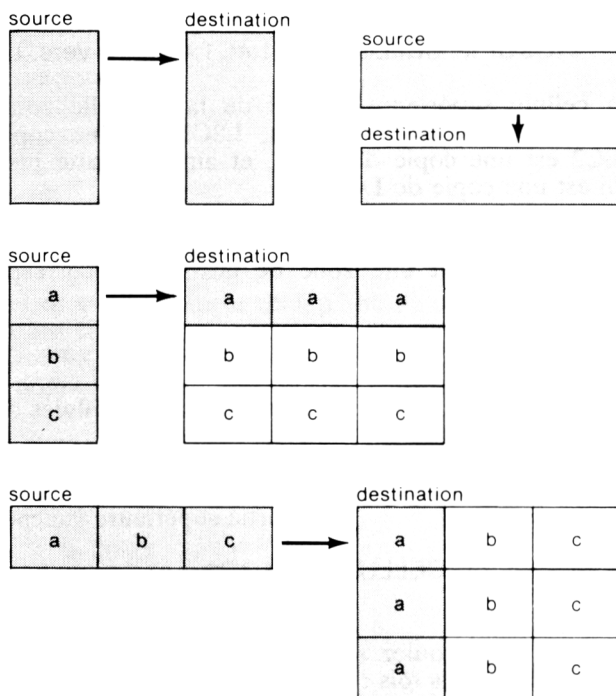 source destination
source
destination
source destination
a a a a
b b b b
c c c c
source destination
a b c a b c
a b c
a b c